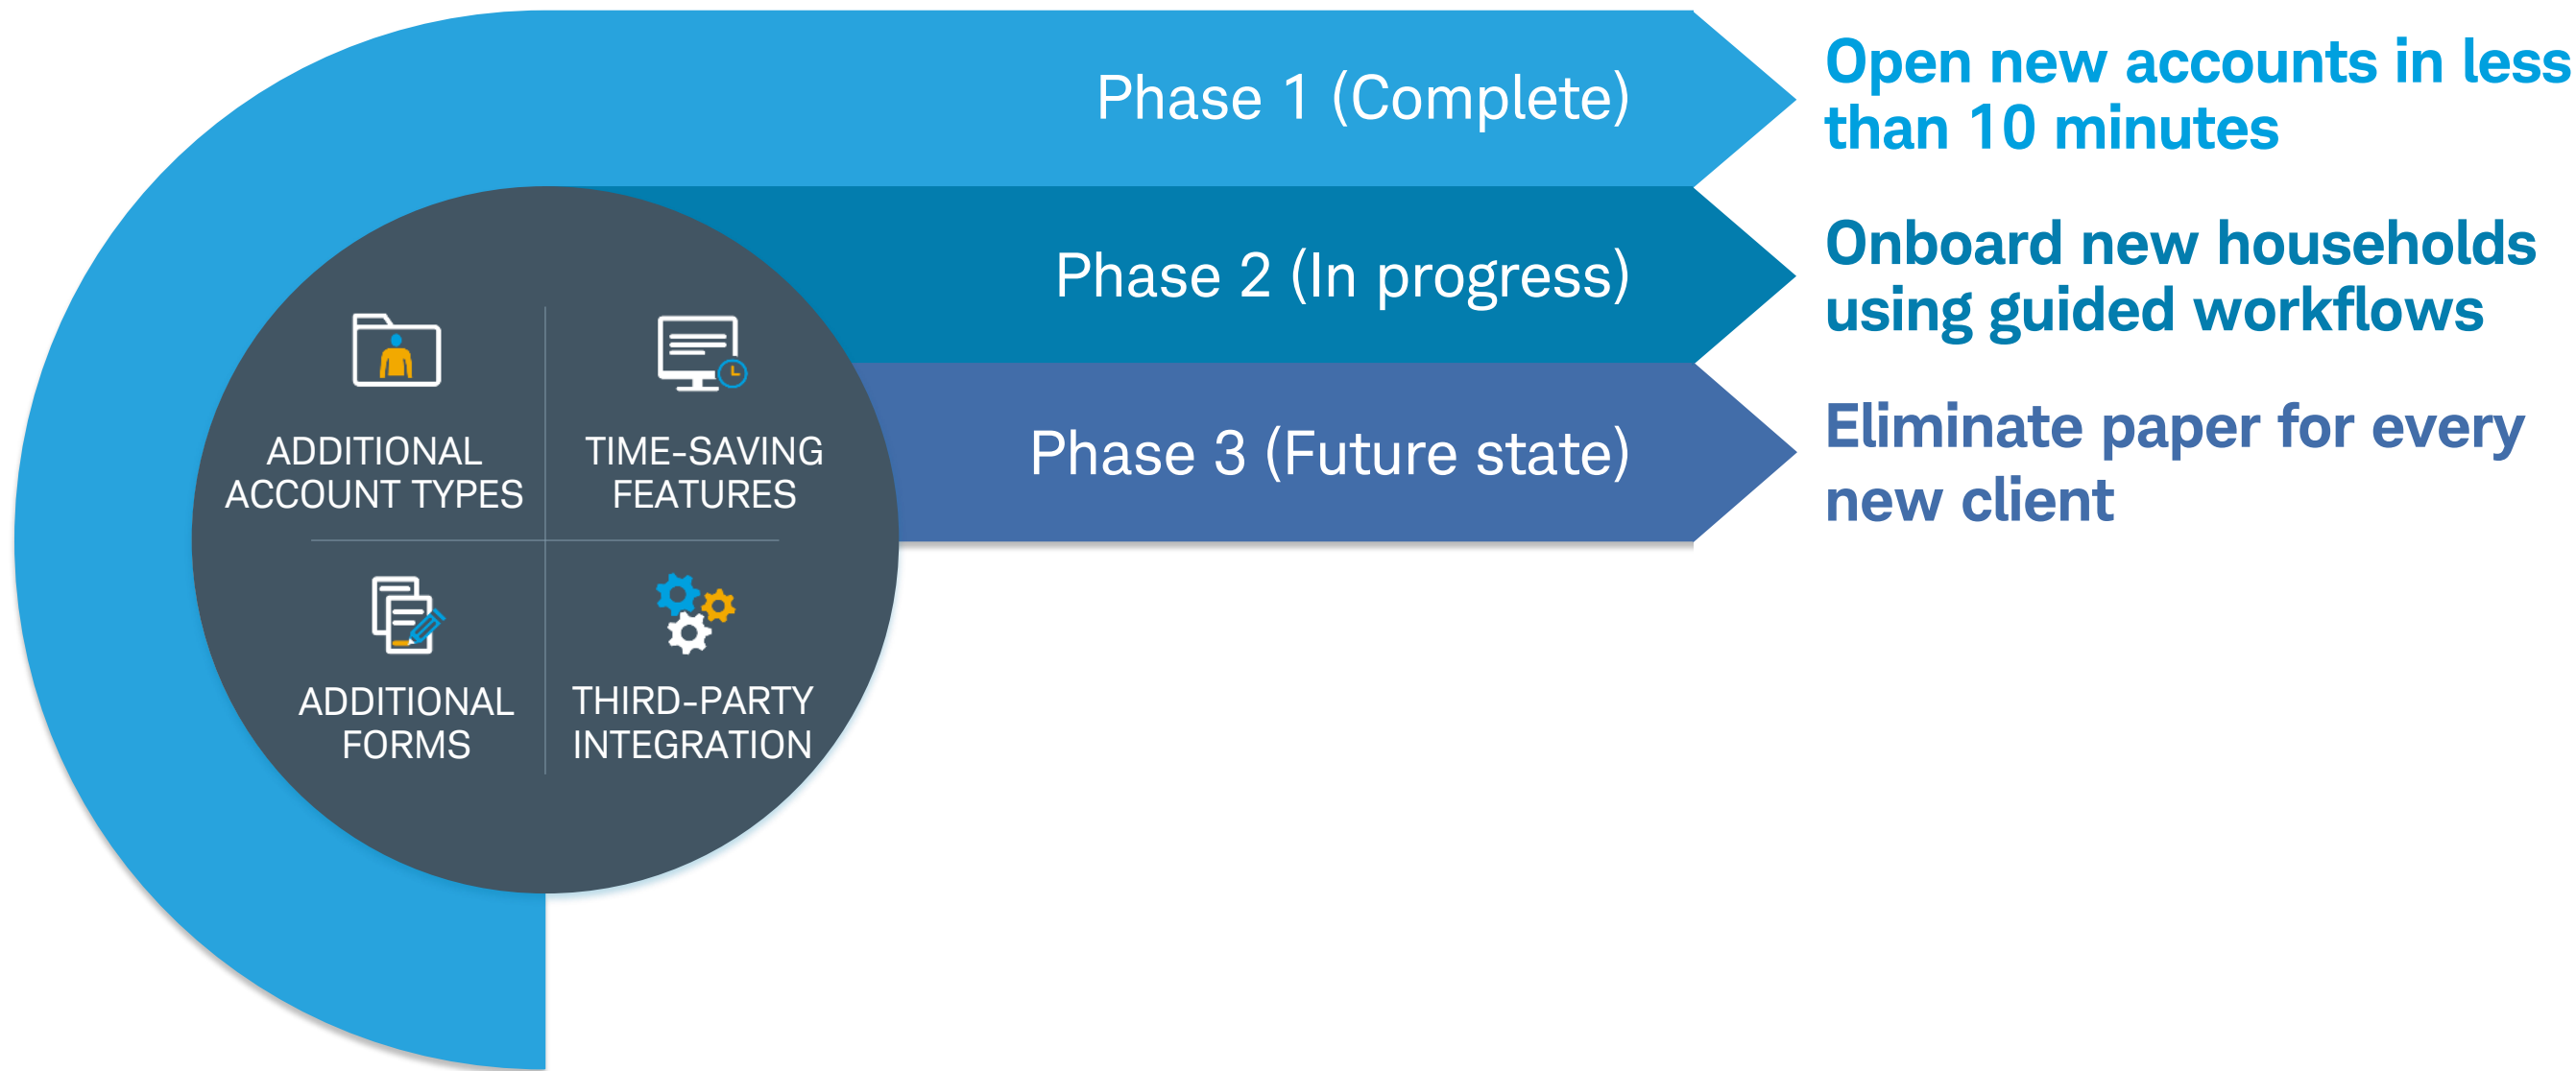 Phase 1 (Complete)
Open new accounts in less
than 10 minutes
Phase 2 (In progress)
Onboard new households
using guided workflows
Phase 3 (Future state)
Eliminate paper for every
new client
ADDITIONAL
ACCOUNT TYPES
TIME-SAVING
FEATURES
ADDITIONAL
FORMS
THIRD-PARTY
INTEGRATION